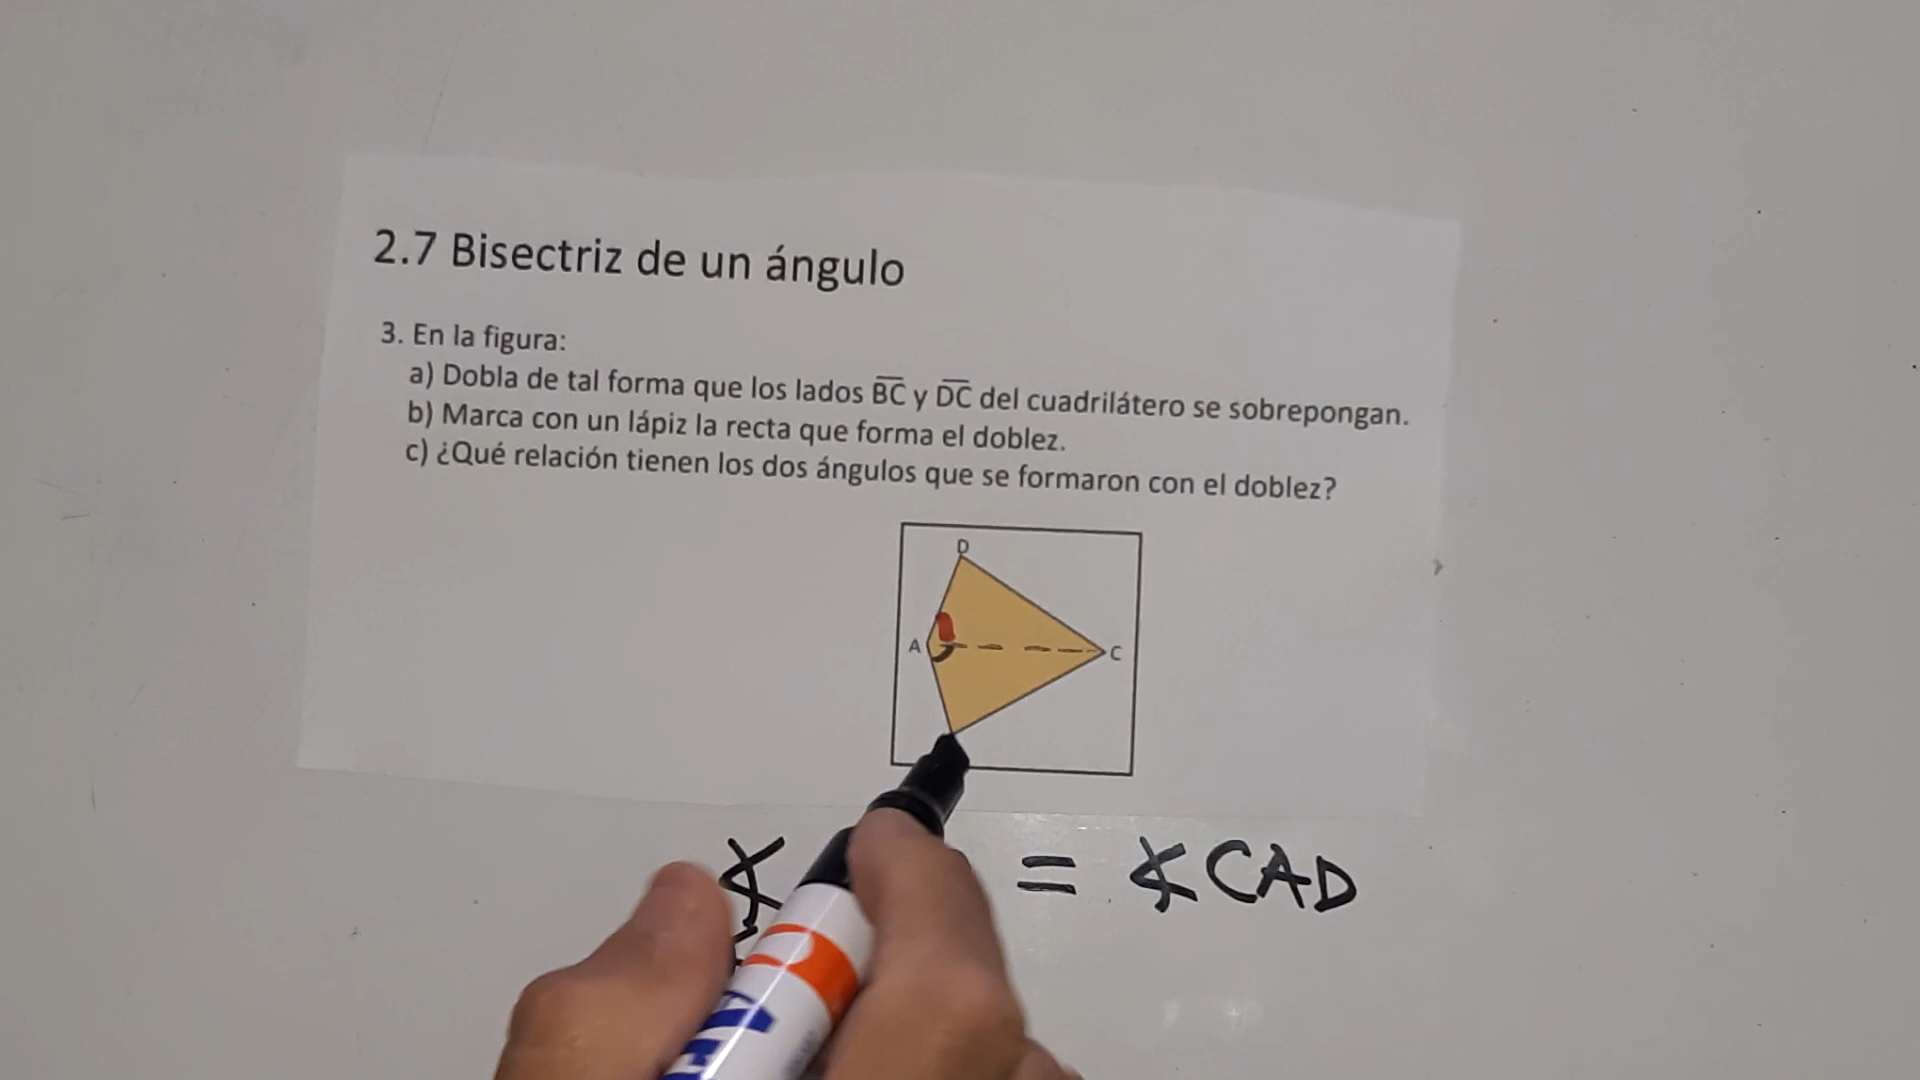 2.7 Bisectriz de un ángulo
3. En la figura:
a) Dobla de tal forma que los lados B̅C̅ y D̅C̅ del cuadrilátero se sobrepongan.
b) Marca con un lápiz la recta que forma el doblez.
c) ¿Qué relación tienen los dos ángulos que se formaron con el doblez?
D
A
C
∡ = ∡CAD